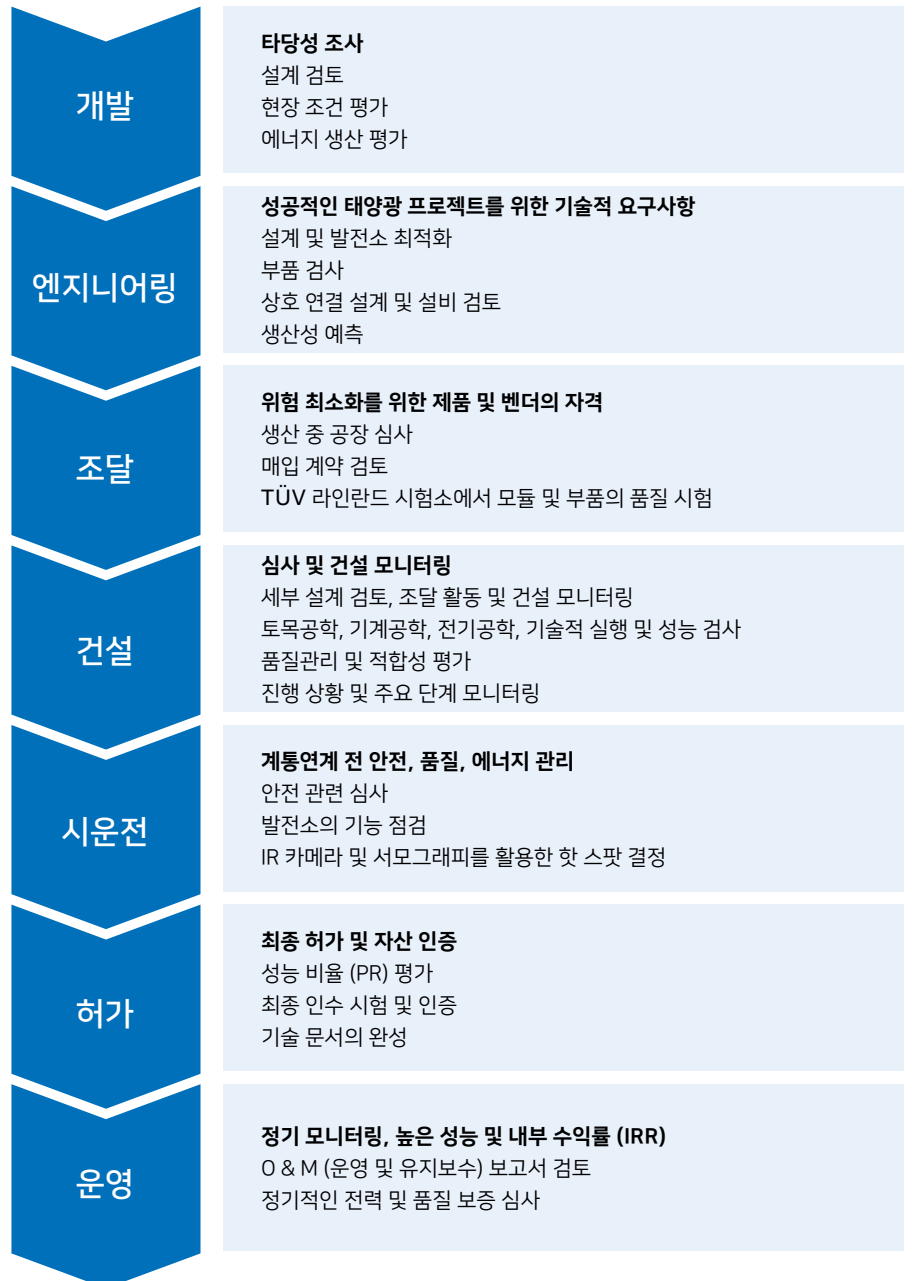 개발
타당성 조사
설계 검토
현장 조건 평가
에너지 생산 평가
엔지니어링
성공적인 태양광 프로젝트를 위한 기술적 요구사항
설계 및 발전소 최적화
부품 검사
상호 연결 설계 및 설비 검토
생산성 예측
조달
위험 최소화를 위한 제품 및 벤더의 자격
생산 중 공장 심사
매입 계약 검토
TÜV 라인란드 시험소에서 모듈 및 부품의 품질 시험
건설
심사 및 건설 모니터링
세부 설계 검토, 조달 활동 및 건설 모니터링
토목공학, 기계공학, 전기공학, 기술적 실행 및 성능 검사
품질관리 및 적합성 평가
진행 상황 및 주요 단계 모니터링
시운전
계통연계 전 안전, 품질, 에너지 관리
안전 관련 심사
발전소의 기능 점검
IR 카메라 및 서모그래피를 활용한 핫 스팟 결정
허가
최종 허가 및 자산 인증
성능 비율 (PR) 평가
최종 인수 시험 및 인증
기술 문서의 완성
운영
정기 모니터링, 높은 성능 및 내부 수익률 (IRR)
O & M (운영 및 유지보수) 보고서 검토
정기적인 전력 및 품질 보증 심사